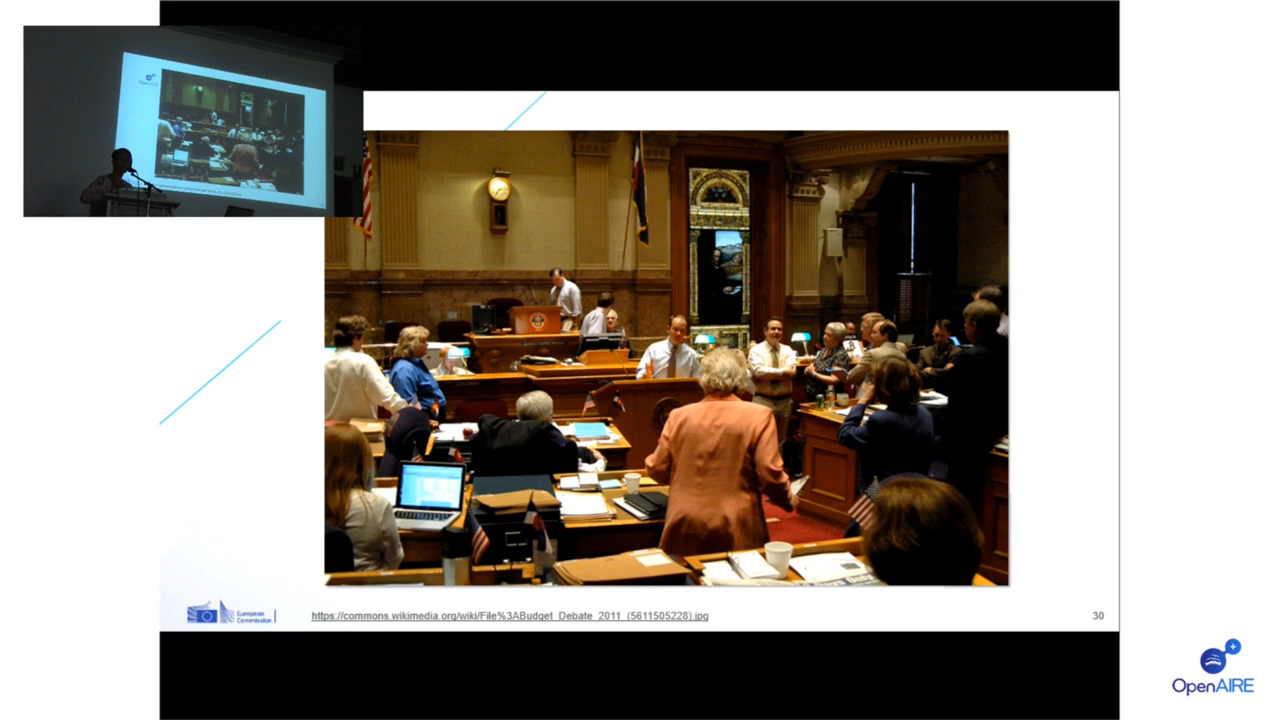 European
Commission
https://commons.wikimedia.org/wiki/File%3ABudget_Debate_2011_(5611505228).jpg
30
OpenAIRE